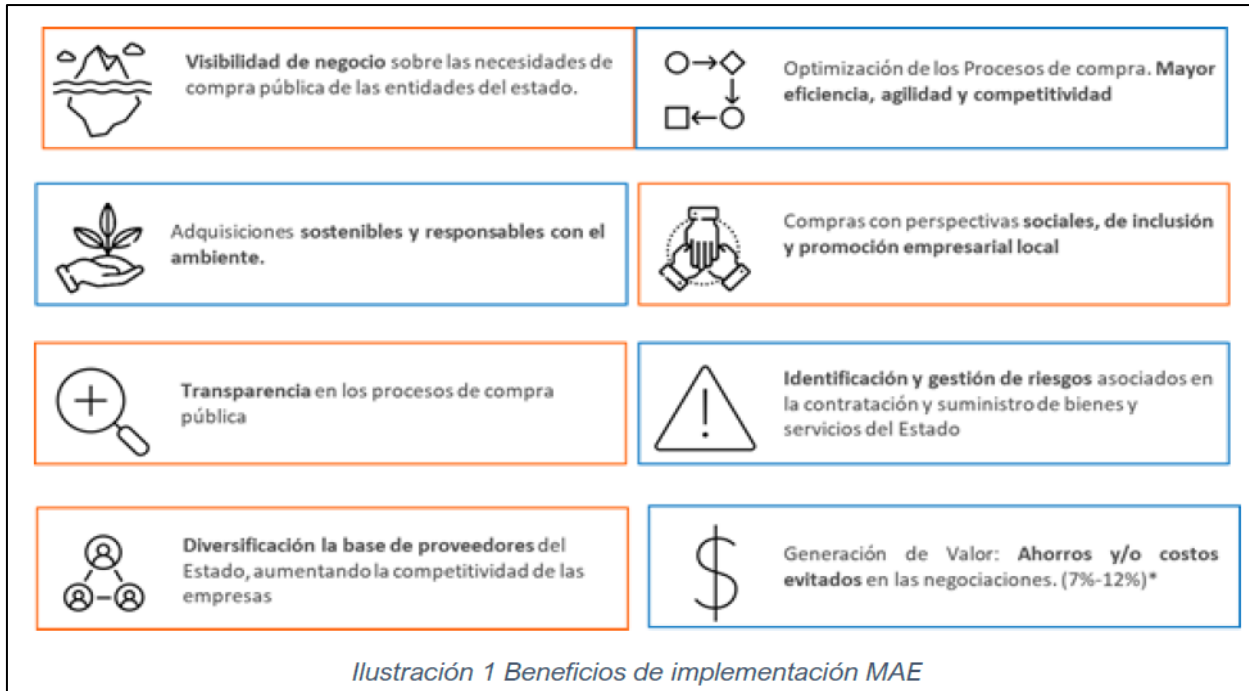 Visibilidad de negocio sobre las necesidades de
compra pública de las entidades del estado.
Optimización de los Procesos de compra. Mayor
eficiencia, agilidad y competitividad
Adquisiciones sostenibles y responsables con el
ambiente.
Compras con perspectivas sociales, de inclusión
y promoción empresarial local
Transparencia en los procesos de compra
pública
Identificación y gestión de riesgos asociados en
la contratación y suministro de bienes y
servicios del Estado
Diversificación la base de proveedores del
Estado, aumentando la competitividad de las
empresas
Generación de Valor: Ahorros y/o costos
evitados en las negociaciones. (7%-12%)*
Ilustración 1 Beneficios de implementación MAE